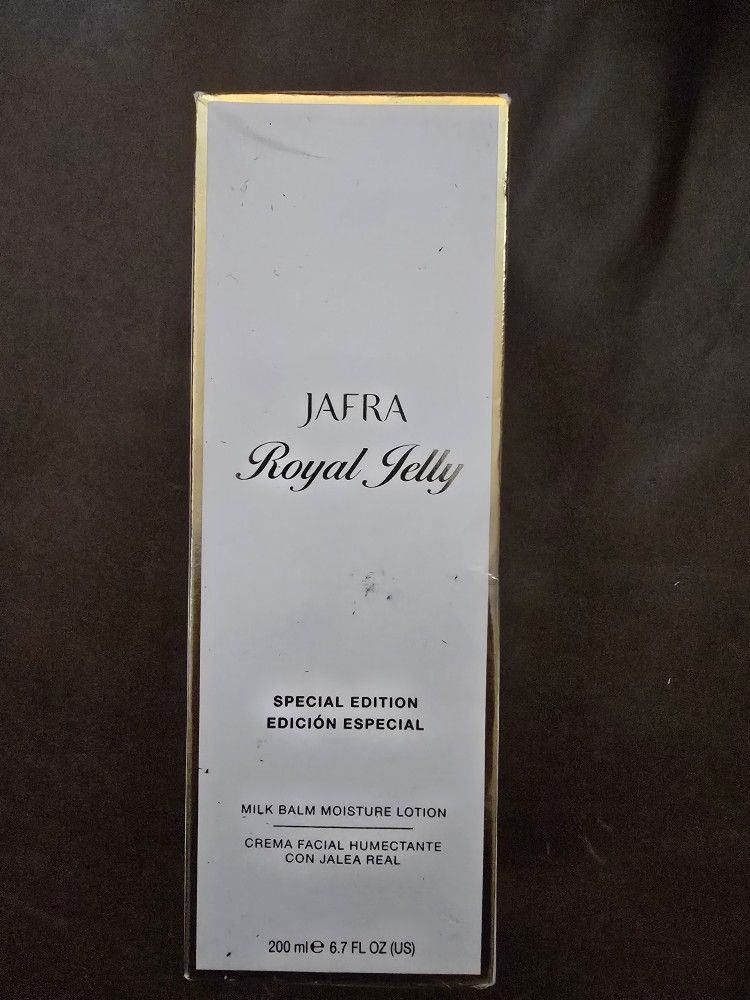 JAFRA
Royal Jelly
SPECIAL EDITION
EDICIÓN ESPECIAL
MILK BALM MOISTURE LOTION
CREMA FACIAL HUMECTANTE
CON JALEA REAL
200 ml ℮ 6.7 FL OZ (US)